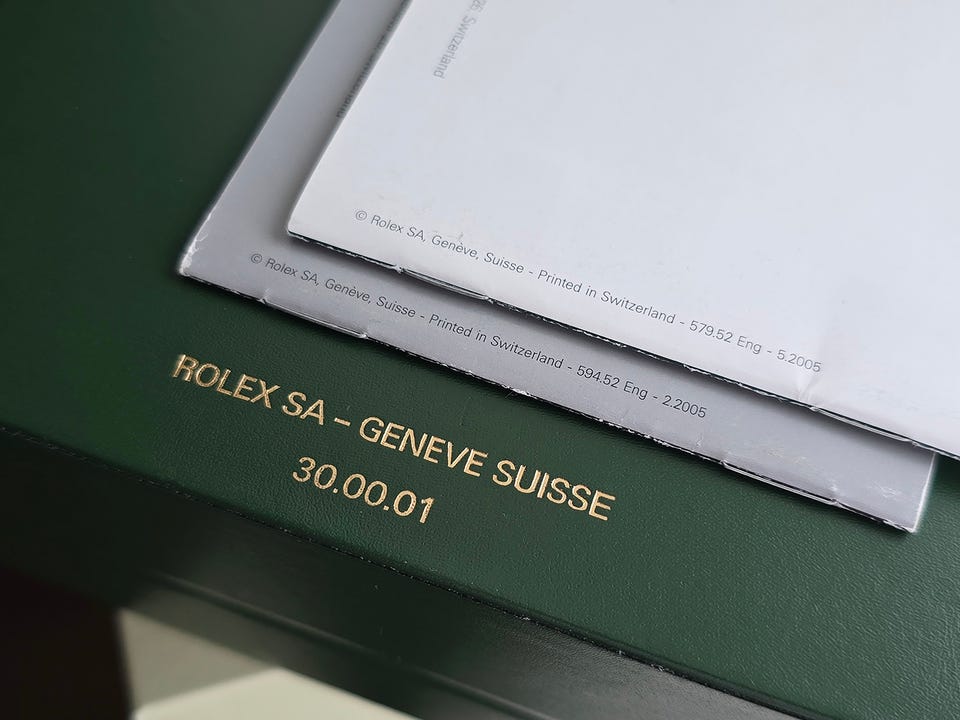 Switzerland
© Rolex SA, Genève, Suisse - Printed in Switzerland - 579.52 Eng - 5.2005
© Rolex SA, Genève, Suisse - Printed in Switzerland - 594.52 Eng - 2.2005
ROLEX SA – GENEVE SUISSE
30.00.01